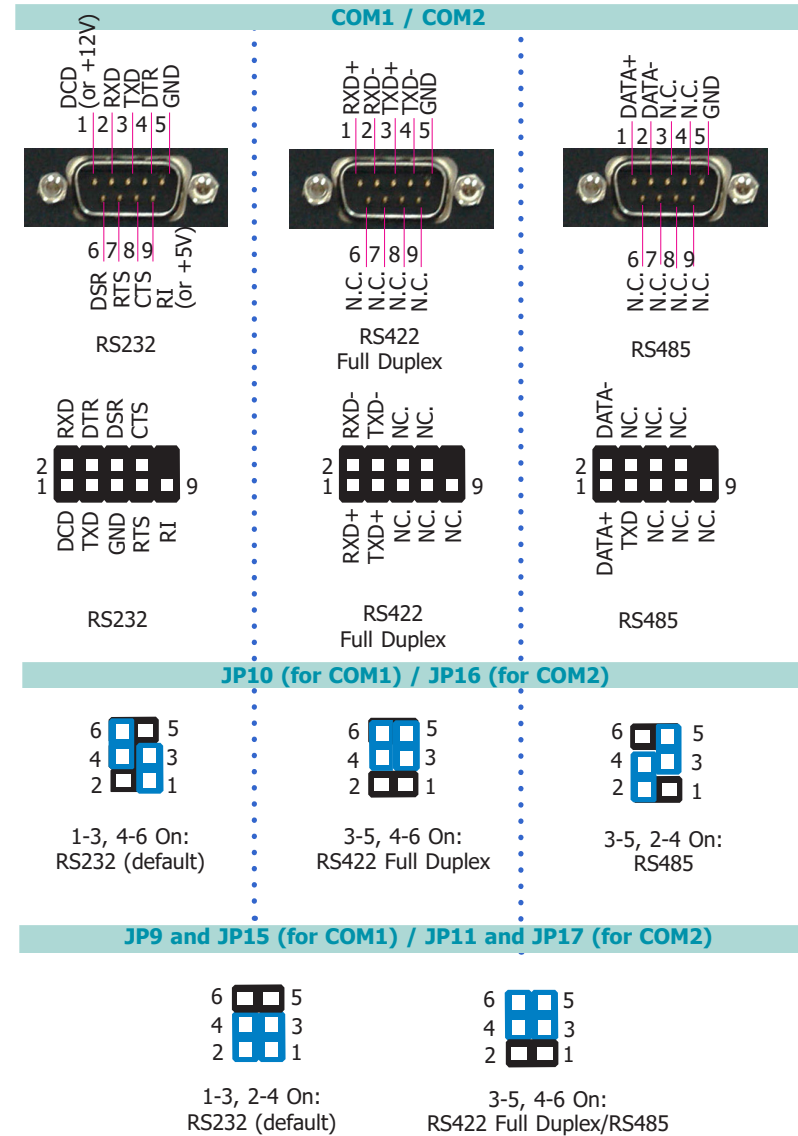 COM1 / COM2
DCD
(or +12V)
RXD
TXD
DTR
GND
1 2 3 4 5
6 7 8 9
DSR
RTS
CTS
RI
(or +5V)
RS232
RXD+
RXD-
TXD+
TXD-
GND
1 2 3 4 5
6 7 8 9
N.C.
N.C.
N.C.
N.C.
RS422
Full Duplex
DATA+
DATA-
N.C.
N.C.
GND
1 2 3 4 5
6 7 8 9
N.C.
N.C.
N.C.
N.C.
RS485
RXD
DTR
DSR
CTS
2
1 9
DCD
TXD
GND
RTS
RI
RS232
RXD-
TXD-
NC.
NC.
2
1 9
RXD+
TXD+
NC.
NC.
NC.
RS422
Full Duplex
DATA-
NC.
NC.
NC.
2
1 9
DATA+
TXD
NC.
NC.
NC.
RS485
JP10 (for COM1) / JP16 (for COM2)
6 5
4 3
2 1
1-3, 4-6 On:
RS232 (default)
6 5
4 3
2 1
3-5, 4-6 On:
RS422 Full Duplex
6 5
4 3
2 1
3-5, 2-4 On:
RS485
JP9 and JP15 (for COM1) / JP11 and JP17 (for COM2)
6 5
4 3
2 1
1-3, 2-4 On:
RS232 (default)
6 5
4 3
2 1
3-5, 4-6 On:
RS422 Full Duplex/RS485